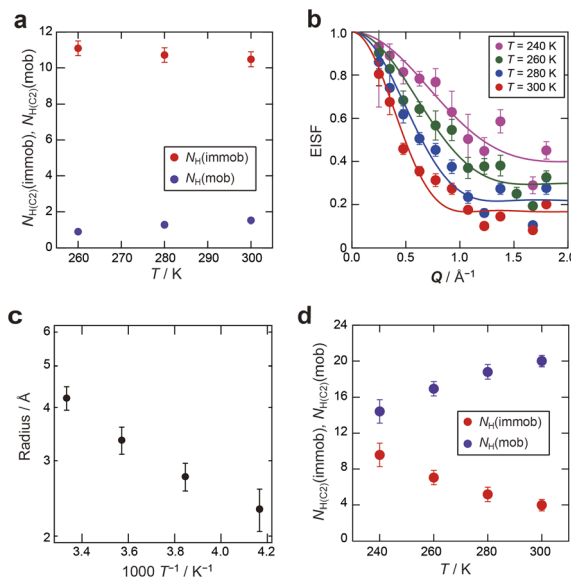 a
12
10
8
6
4
2
0
N_H(C2)(immob), N_H(C2)(mob)
N_H(immob)
N_H(mob)
260
280
300
T / K
b
1.0
0.8
0.6
0.4
0.2
0
EISF
T = 240 K
T = 260 K
T = 280 K
T = 300 K
0
0.5
1.0
1.5
2.0
Q / Å⁻¹
c
6
5
4
3
2
Radius / Å
3.4
3.6
3.8
4.0
4.2
1000 T⁻¹ / K⁻¹
d
24
20
16
12
8
4
0
N_H(C2)(immob), N_H(C2)(mob)
N_H(immob)
N_H(mob)
240
260
280
300
T / K